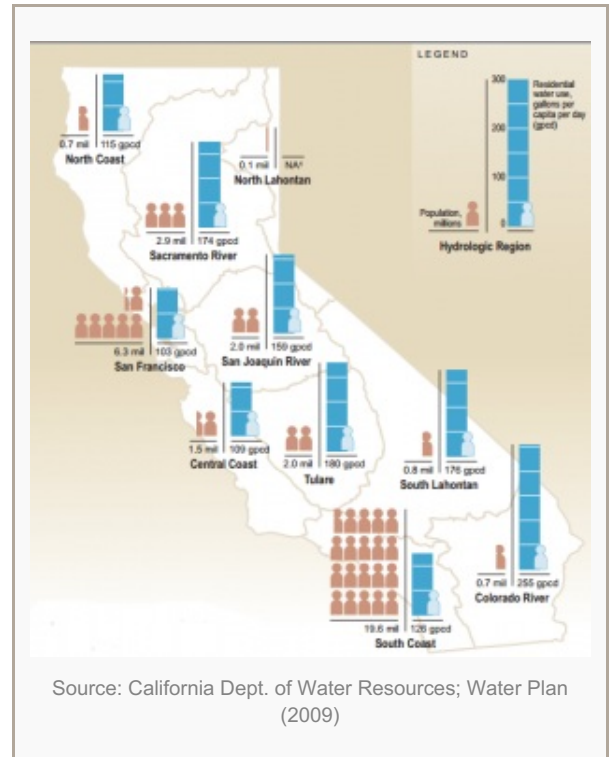 LEGEND
300
Residential
water use,
gallons per
capita per day
(gpcd)
200
100
Population,
millions
0
Hydrologic Region
0.7 mil 115 gpcd
North Coast
0.1 mil NA
North Lahontan
2.9 mil 174 gpcd
Sacramento River
6.3 mil 103 gpcd
San Francisco
2.0 mil 159 gpcd
San Joaquin River
1.5 mil 109 gpcd
Central Coast
2.0 mil 180 gpcd
Tulare
0.8 mil 176 gpcd
South Lahontan
0.7 mil 255 gpcd
Colorado River
19.6 mil 126 gpcd
South Coast
Source: California Dept. of Water Resources; Water Plan
(2009)